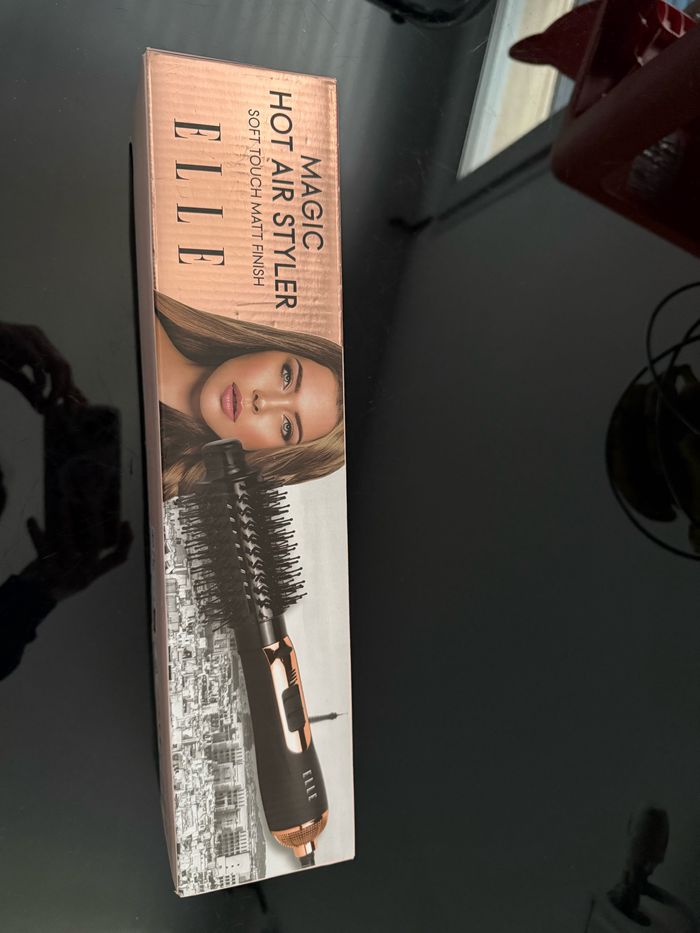 MAGIC
HOT AIR STYLER
SOFT TOUCH MATT FINISH
ELLE
ELLE